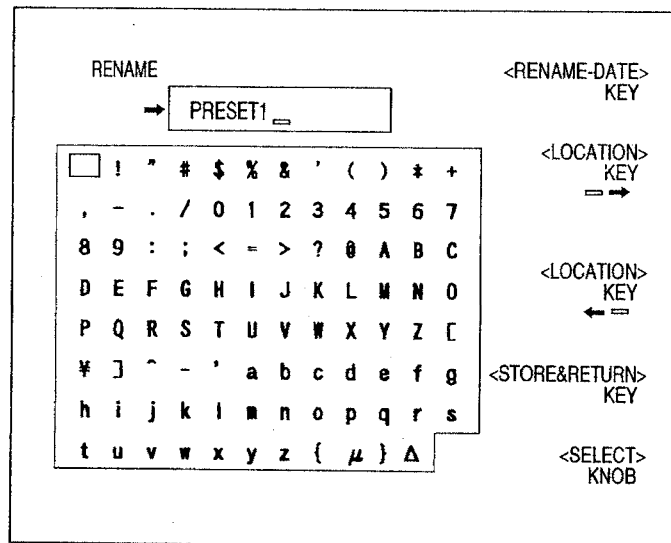 RENAME
➡ PRESET1_
! " # $ % & ' ( ) * +
, - . / 0 1 2 3 4 5 6 7
8 9 : ; < = > ? @ A B C
D E F G H I J K L M N O
P Q R S T U V W X Y Z [
¥ ] ^ - ' a b c d e f g
h i j k l m n o p q r s
t u v w x y z { μ } Δ
<RENAME-DATE>
KEY
<LOCATION>
KEY
▭ ➡
<LOCATION>
KEY
⬅ ▭
<STORE&RETURN>
KEY
<SELECT>
KNOB